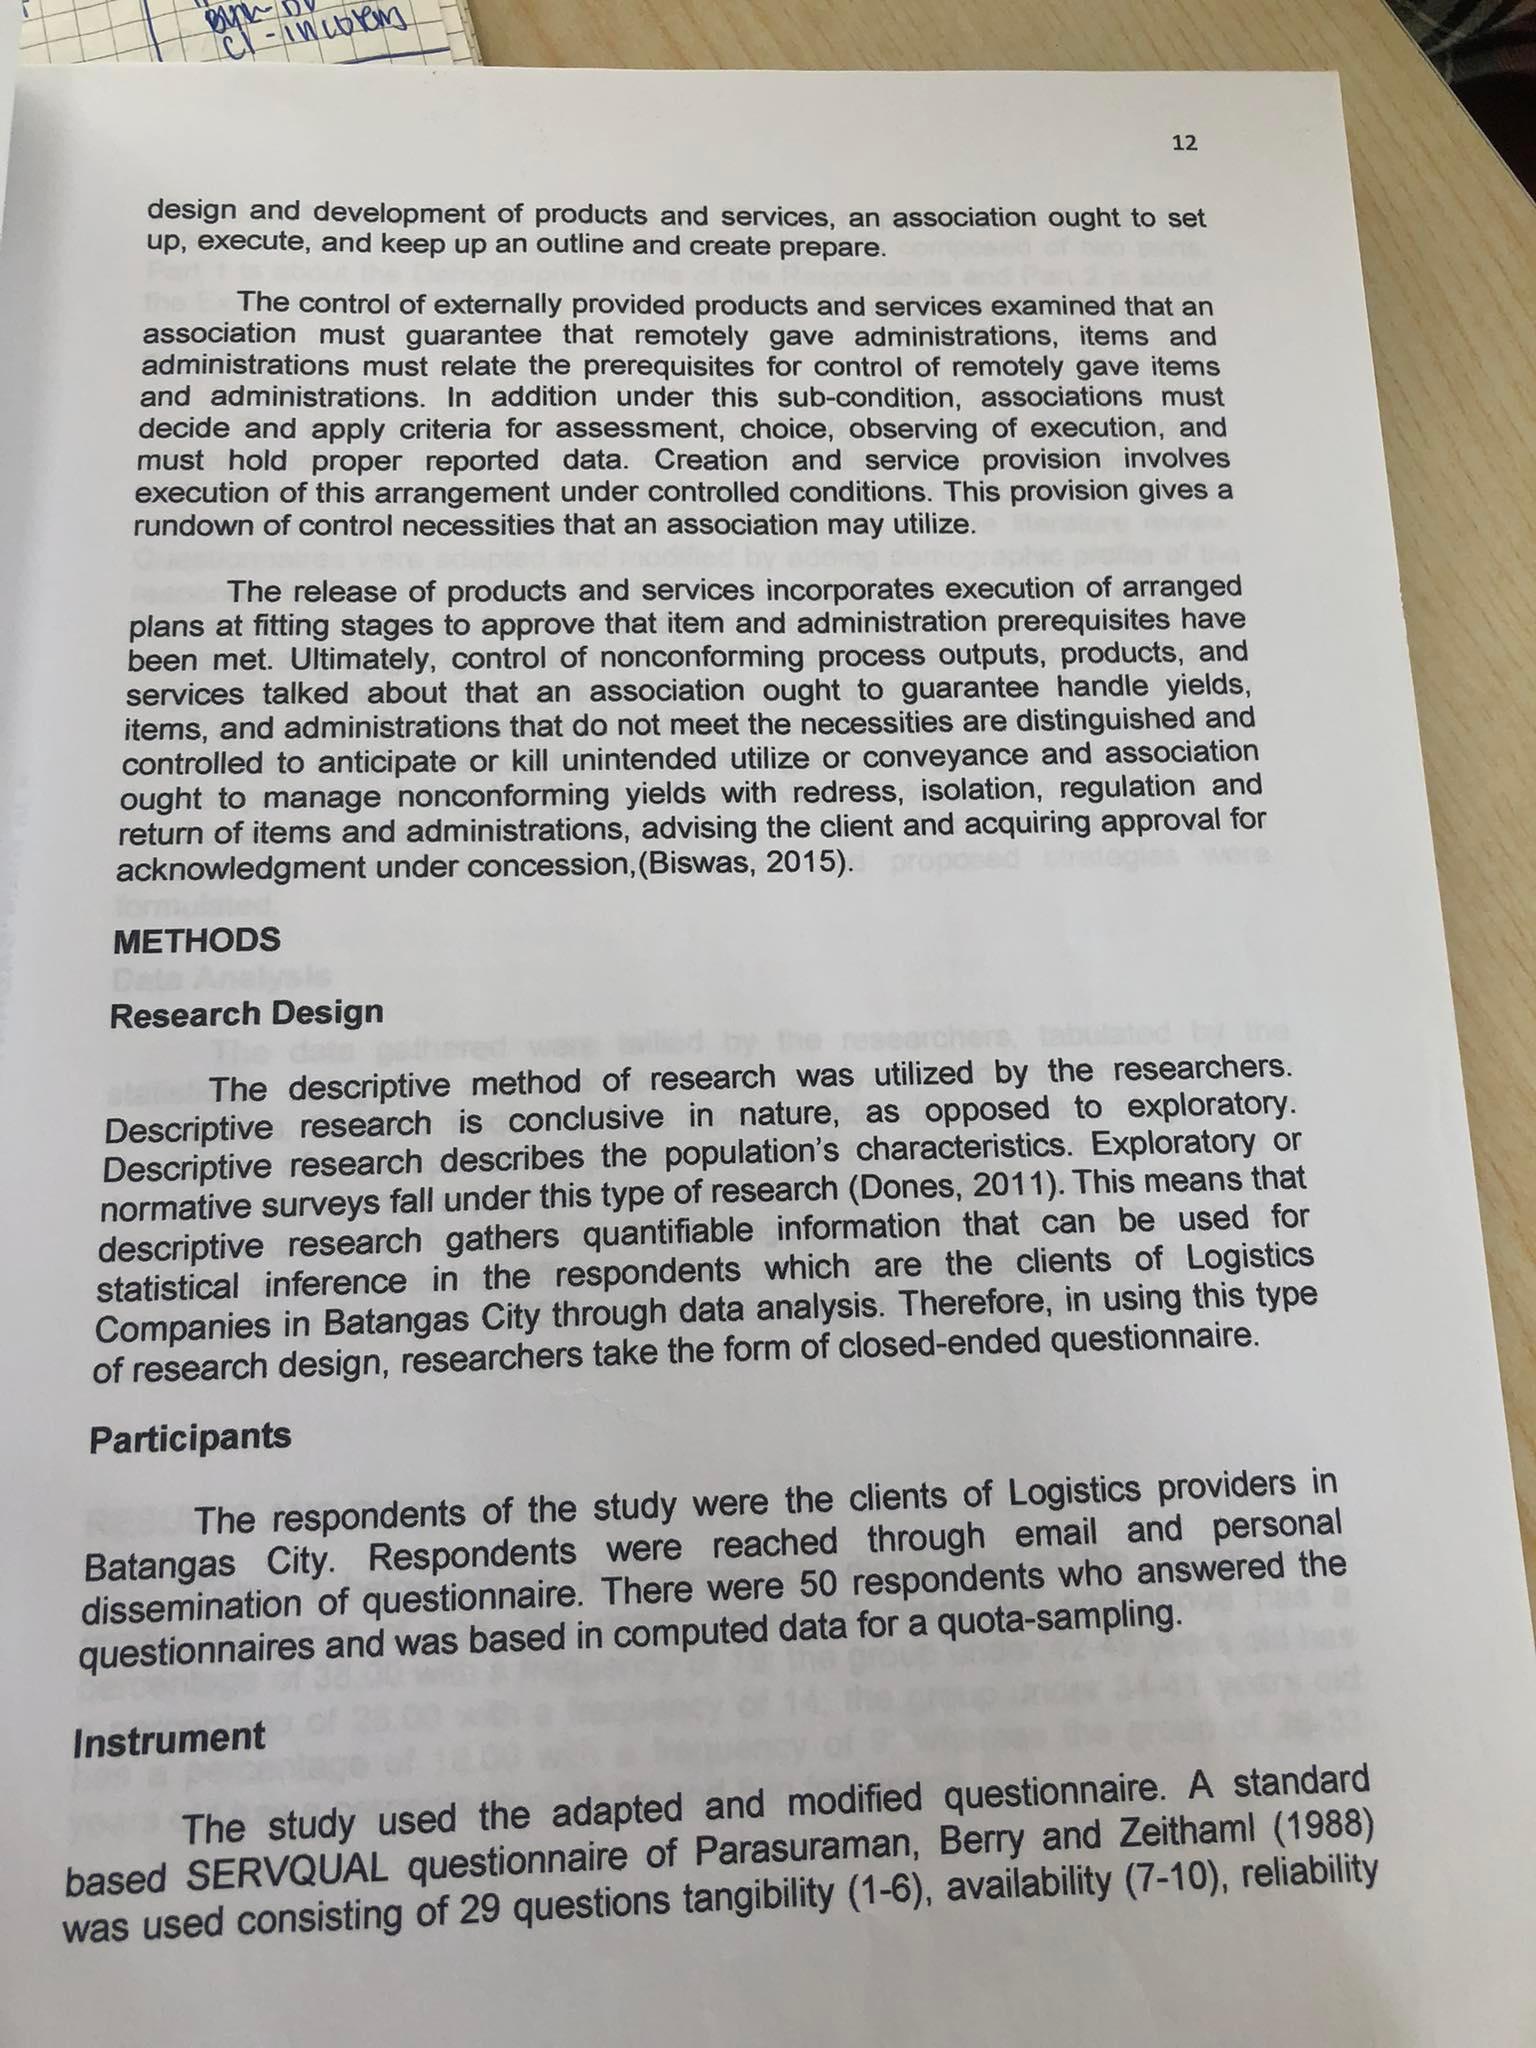 CI - incoterms
12
design and development of products and services, an association ought to set
up, execute, and keep up an outline and create prepare.
The control of externally provided products and services examined that an
association must guarantee that remotely gave administrations, items and
administrations must relate the prerequisites for control of remotely gave items
and administrations. In addition under this sub-condition, associations must
decide and apply criteria for assessment, choice, observing of execution, and
must hold proper reported data. Creation and service provision involves
execution of this arrangement under controlled conditions. This provision gives a
rundown of control necessities that an association may utilize.
The release of products and services incorporates execution of arranged
plans at fitting stages to approve that item and administration prerequisites have
been met. Ultimately, control of nonconforming process outputs, products, and
services talked about that an association ought to guarantee handle yields,
items, and administrations that do not meet the necessities are distinguished and
controlled to anticipate or kill unintended utilize or conveyance and association
ought to manage nonconforming yields with redress, isolation, regulation and
return of items and administrations, advising the client and acquiring approval for
acknowledgment under concession,(Biswas, 2015).
METHODS
Research Design
The descriptive method of research was utilized by the researchers.
Descriptive research is conclusive in nature, as opposed to exploratory.
Descriptive research describes the population's characteristics. Exploratory or
normative surveys fall under this type of research (Dones, 2011). This means that
descriptive research gathers quantifiable information that can be used for
statistical inference in the respondents which are the clients of Logistics
Companies in Batangas City through data analysis. Therefore, in using this type
of research design, researchers take the form of closed-ended questionnaire.
Participants
The respondents of the study were the clients of Logistics providers in
Batangas City. Respondents were reached through email and personal
dissemination of questionnaire. There were 50 respondents who answered the
questionnaires and was based in computed data for a quota-sampling.
Instrument
The study used the adapted and modified questionnaire. A standard
based SERVQUAL questionnaire of Parasuraman, Berry and Zeithaml (1988)
was used consisting of 29 questions tangibility (1-6), availability (7-10), reliability